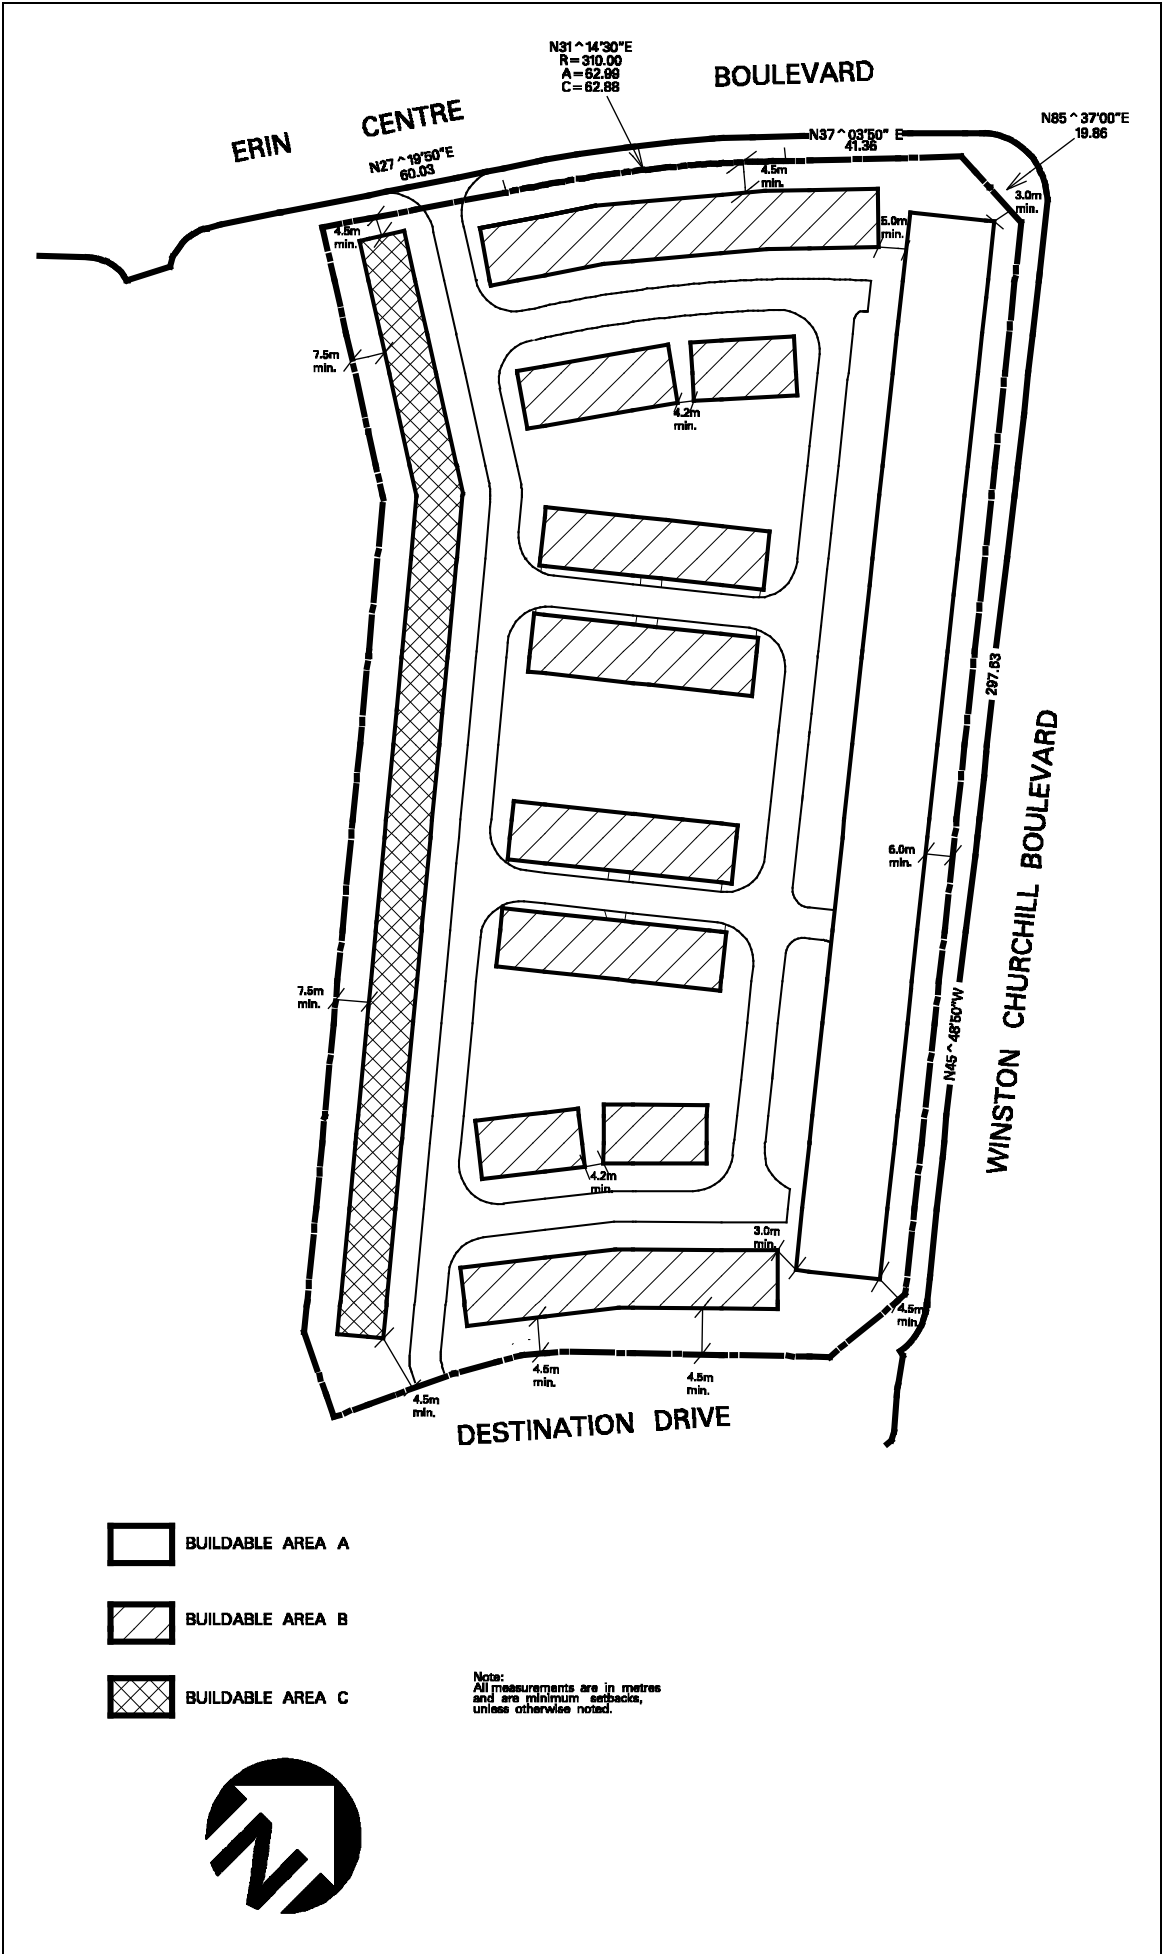 N31^14'30"E
R=310.00
A=62.99
C=62.88
BOULEVARD
ERIN CENTRE
N85^37'00"E
19.86
N37^03'50" E
41.36
N27^19'50"E
60.03
4.5m
min.
3.0m
min.
4.5m
min.
5.0m
min.
7.5m
min.
4.2m
min.
297.63
WINSTON CHURCHILL BOULEVARD
6.0m
min.
7.5m
min.
N45^48'50"W
4.2m
min.
3.0m
min.
4.5m
min.
4.5m
min.
4.5m
min.
4.5m
min.
DESTINATION DRIVE
BUILDABLE AREA A
BUILDABLE AREA B
BUILDABLE AREA C
Note:
All measurements are in metres
and are minimum setbacks,
unless otherwise noted.
N